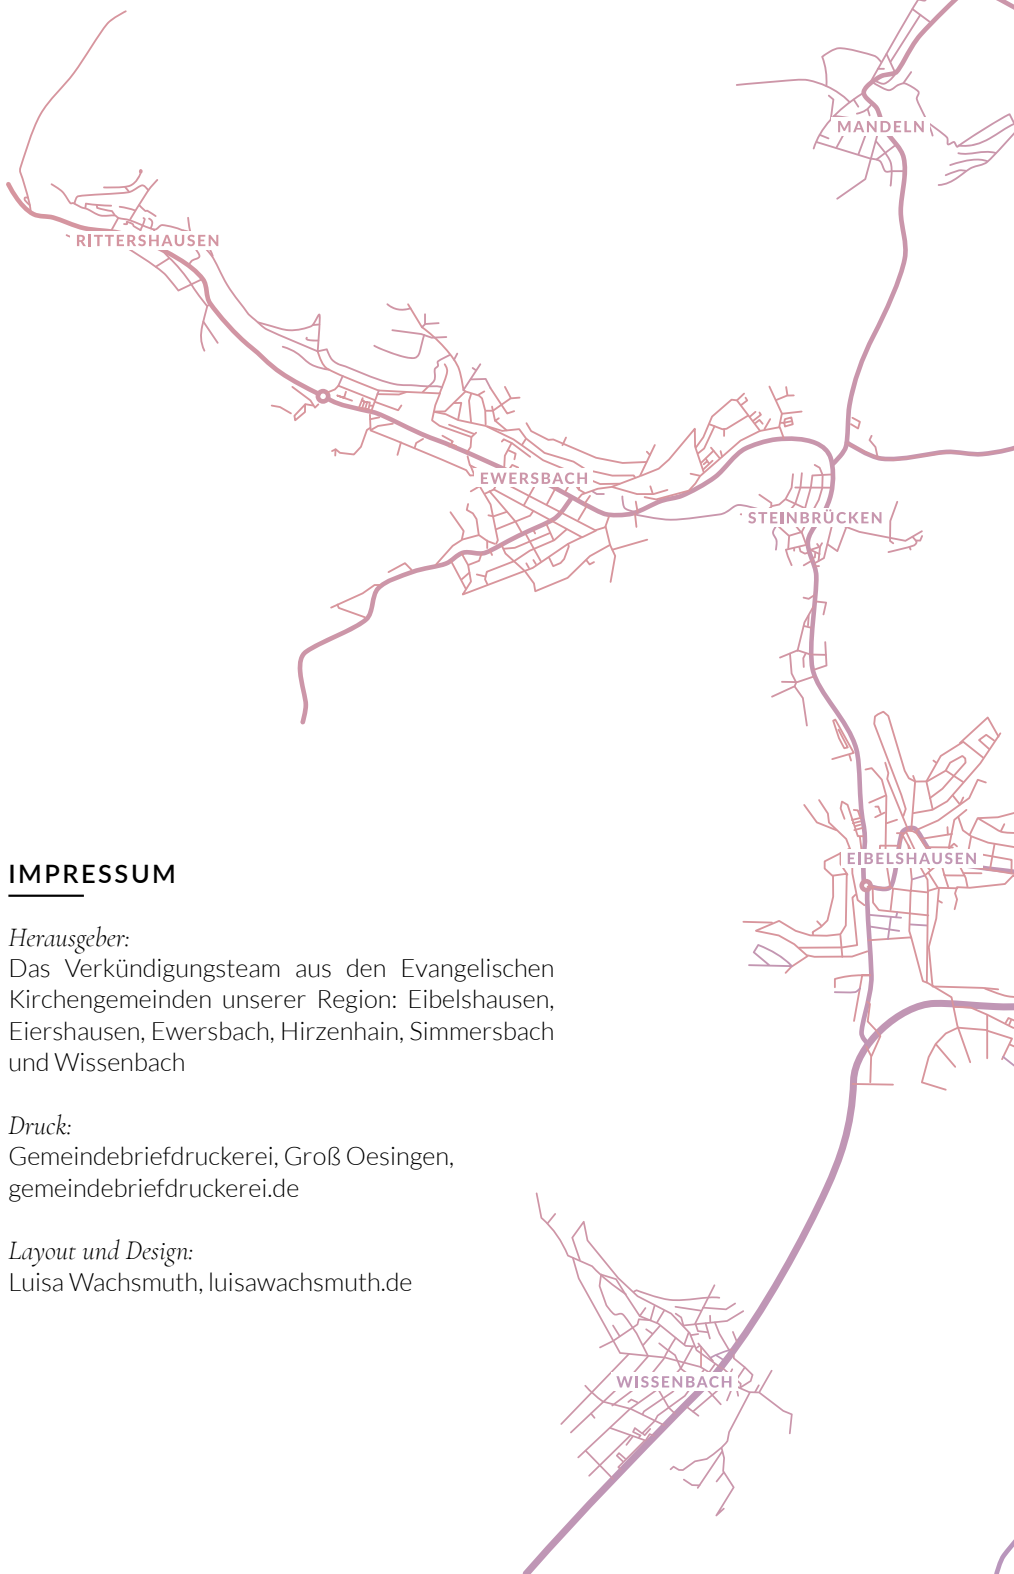 MANDELN
RITTERSHAUSEN
EWERSBACH
STEINBRÜCKEN
EIBELSHAUSEN
IMPRESSUM
Herausgeber:
Das Verkündigungsteam aus den Evangelischen
Kirchengemeinden unserer Region: Eibelshausen,
Eiershausen, Ewersbach, Hirzenhain, Simmersbach
und Wissenbach
Druck:
Gemeindebriefdruckerei, Groß Oesingen,
gemeindebriefdruckerei.de
Layout und Design:
Luisa Wachsmuth, luisawachsmuth.de
WISSENBACH